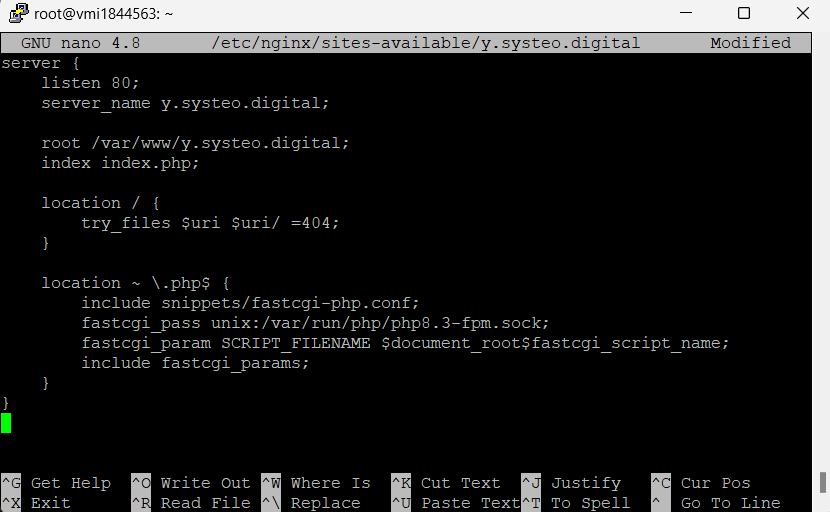 root@vmi1844563: ~
GNU nano 4.8 /etc/nginx/sites-available/y.systeo.digital Modified
server {
    listen 80;
    server_name y.systeo.digital;

    root /var/www/y.systeo.digital;
    index index.php;

    location / {
        try_files $uri $uri/ =404;
    }

    location ~ \.php$ {
        include snippets/fastcgi-php.conf;
        fastcgi_pass unix:/var/run/php/php8.3-fpm.sock;
        fastcgi_param SCRIPT_FILENAME $document_root$fastcgi_script_name;
        include fastcgi_params;
    }
}
^G Get Help ^O Write Out ^W Where Is ^K Cut Text ^J Justify ^C Cur Pos
^X Exit ^R Read File ^\ Replace ^U Paste Text ^T To Spell ^_ Go To Line